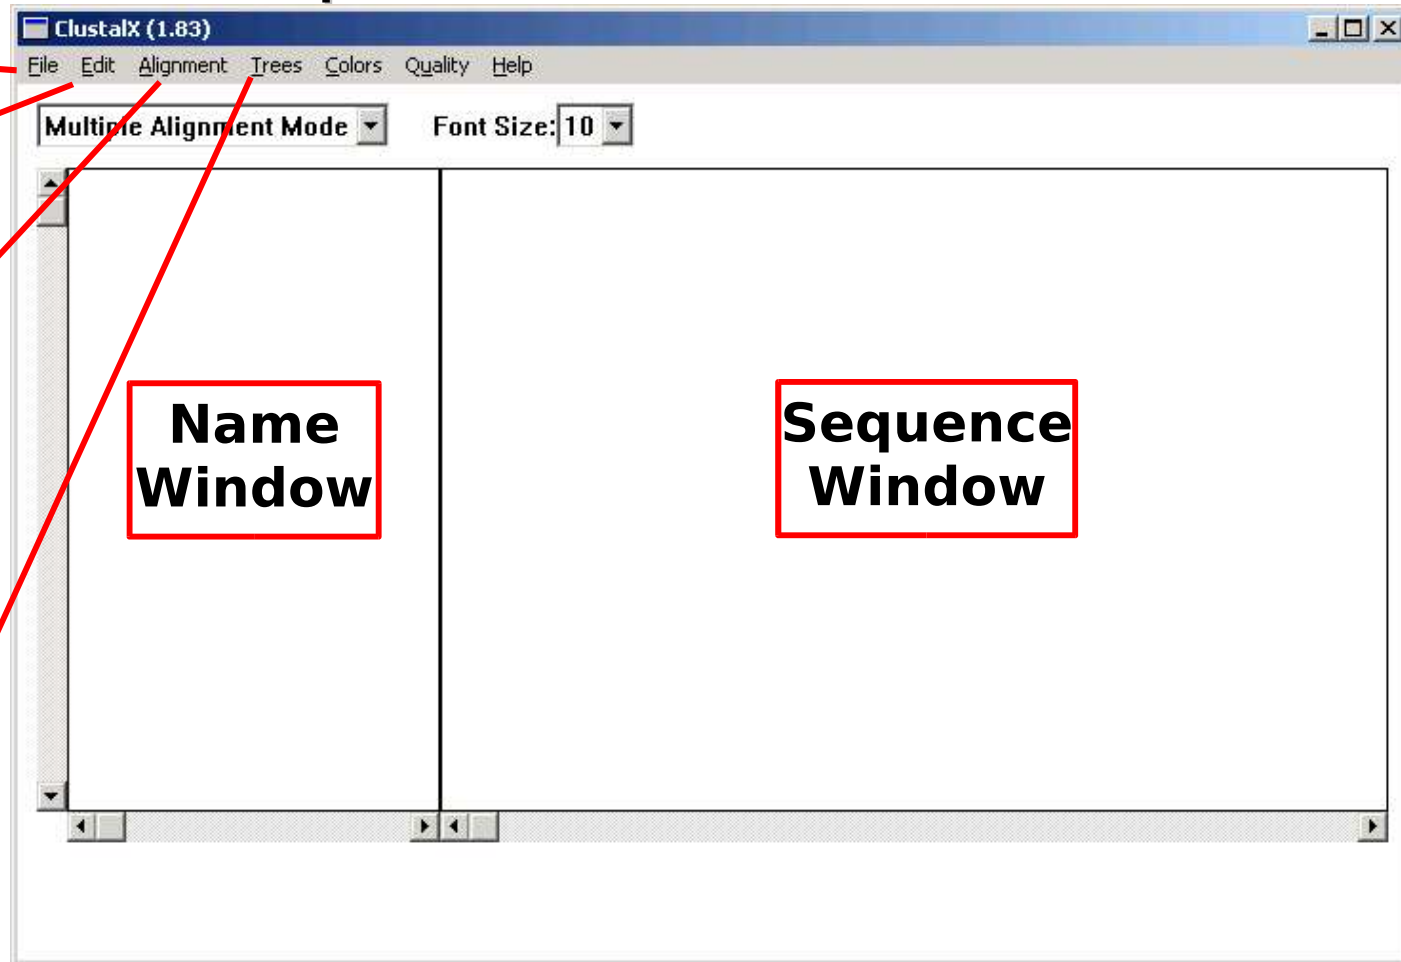 ClustalX (1.83)
File Edit Alignment Trees Colors Quality Help
Multiple Alignment Mode Font Size: 10
Name
Window
Sequence
Window